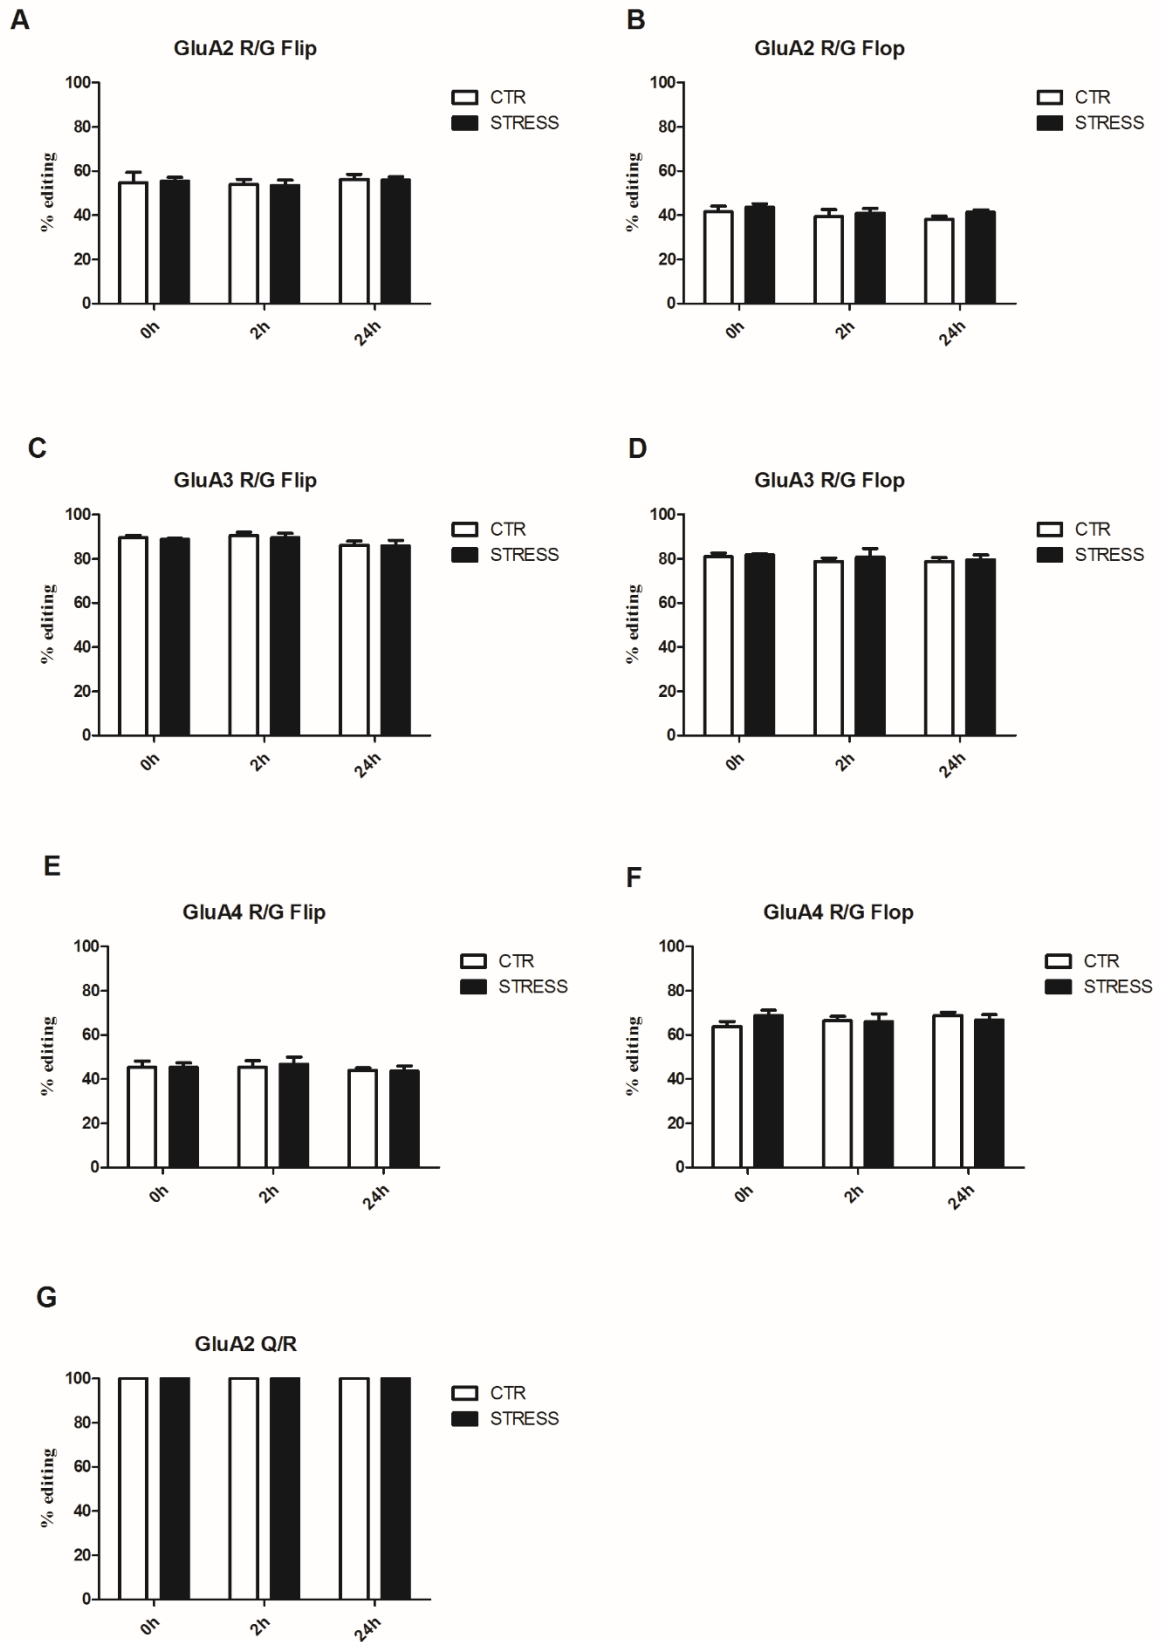 A
GluA2 R/G Flip
100
80
60
40
20
0
% editing
0h
2h
24h
CTR
STRESS
B
GluA2 R/G Flop
100
80
60
40
20
0
% editing
0h
2h
24h
CTR
STRESS
C
GluA3 R/G Flip
100
80
60
40
20
0
% editing
0h
2h
24h
CTR
STRESS
D
GluA3 R/G Flop
100
80
60
40
20
0
% editing
0h
2h
24h
CTR
STRESS
E
GluA4 R/G Flip
100
80
60
40
20
0
% editing
0h
2h
24h
CTR
STRESS
F
GluA4 R/G Flop
100
80
60
40
20
0
% editing
0h
2h
24h
CTR
STRESS
G
GluA2 Q/R
100
80
60
40
20
0
% editing
0h
2h
24h
CTR
STRESS